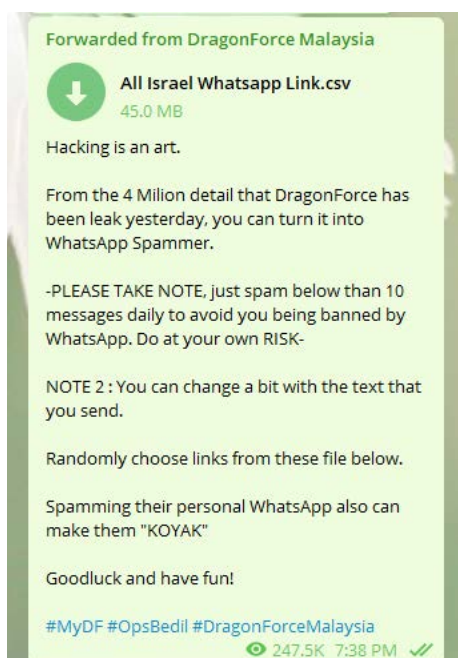 Forwarded from DragonForce Malaysia
All Israel Whatsapp Link.csv
45.0 MB
Hacking is an art.
From the 4 Milion detail that DragonForce has
been leak yesterday, you can turn it into
WhatsApp Spammer.
-PLEASE TAKE NOTE, just spam below than 10
messages daily to avoid you being banned by
WhatsApp. Do at your own RISK-
NOTE 2 : You can change a bit with the text that
you send.
Randomly choose links from these file below.
Spamming their personal WhatsApp also can
make them "KOYAK"
Goodluck and have fun!
#MyDF #OpsBedil #DragonForceMalaysia
247.5K 7:38 PM